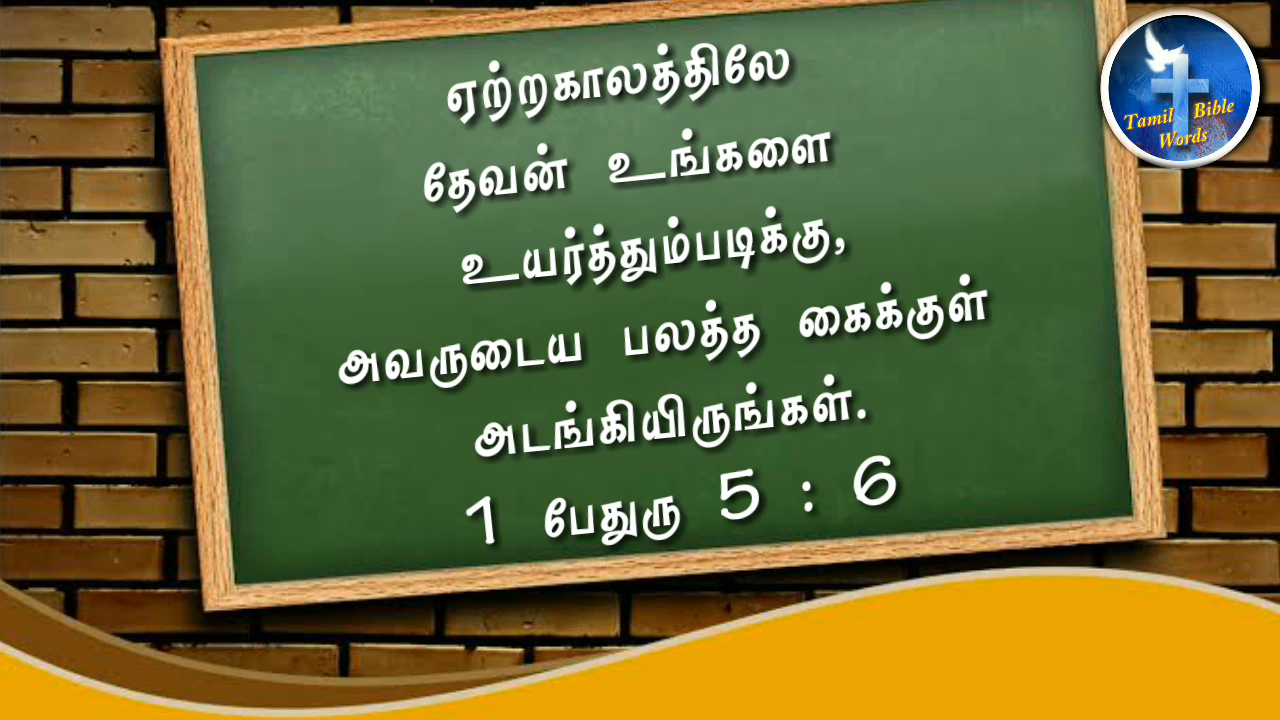 ஏற்றகாலத்திலே
தேவன் உங்களை
உயர்த்தும்படிக்கு,
அவருடைய பலத்த கைக்குள்
அடங்கியிருங்கள்.
1 பேதுரு 5 : 6
Tamil Bible
Words